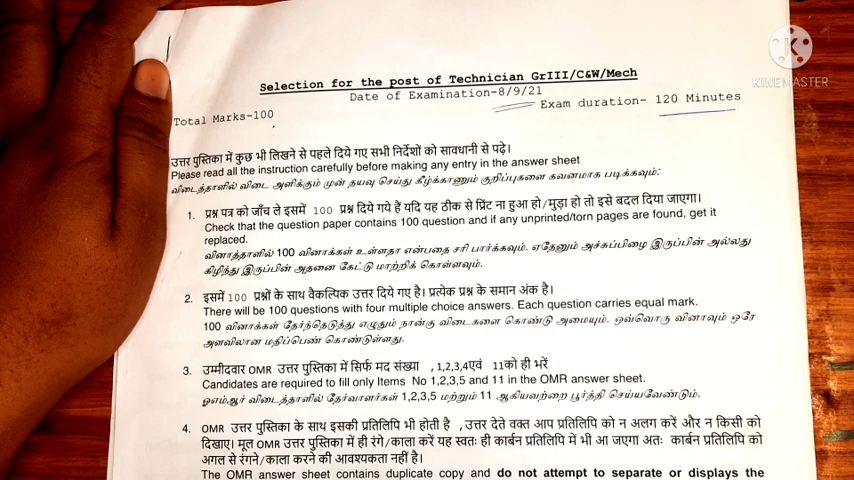 Selection for the post of Technician GrIII/C&W/Mech
Date of Examination-8/9/21
Total Marks-100
Exam duration- 120 Minutes
KINEMASTER
उत्तर पुस्तिका में कुछ भी लिखने से पहले दिये गए सभी निर्देशों को सावधानी से पढ़े।
Please read all the instruction carefully before making any entry in the answer sheet
விடைத்தாளில் விடை அளிக்கும் முன் தயவு செய்து கீழ்க்காணும் குறிப்புகளை கவனமாக படிக்கவும்:
1. प्रश्न पत्र को जाँच ले इसमें 100 प्रश्न दिये गये हैं यदि यह ठीक से प्रिंट ना हुआ हो/मुड़ा हो तो इसे बदल दिया जाएगा।
Check that the question paper contains 100 question and if any unprinted/torn pages are found, get it
replaced.
வினாத்தாளில் 100 வினாக்கள் உள்ளதா என்பதை சரி பார்க்கவும். ஏதேனும் அச்சுப்பிழை இருப்பின் அல்லது
கிழிந்து இருப்பின் அதனை கேட்டு மாற்றிக் கொள்ளவும்.
2. इसमें 100 प्रश्नों के साथ वैकल्पिक उत्तर दिये गए है। प्रत्येक प्रश्न के समान अंक है।
There will be 100 questions with four multiple choice answers. Each question carries equal mark.
100 வினாக்கள் தேர்ந்தெடுத்து எழுதும் நான்கு விடைகளை கொண்டு அமையும். ஒவ்வொரு வினாவும் ஒரே
அளவிலான மதிப்பெண் கொண்டுள்ளது.
3. उम्मीदवार OMR उत्तर पुस्तिका में सिर्फ मद संख्या ,1,2,3,4एवं 11को ही भरें
Candidates are required to fill only Items No 1,2,3,5 and 11 in the OMR answer sheet.
ஓஎம்ஆர் விடைத்தாளில் தேர்வாளர்கள் 1,2,3,5 மற்றும் 11 ஆகியவற்றை பூர்த்தி செய்யவேண்டும்.
4. OMR उत्तर पुस्तिका के साथ इसकी प्रतिलिपि भी होती है ,उत्तर देते वक्त आप प्रतिलिपि को न अलग करें और न किसी को
दिखाए। मूल OMR उत्तर पुस्तिका में ही रंगे/काला करें यह स्वतः ही कार्बन प्रतिलिपि में भी आ जाएगा अतः कार्बन प्रतिलिपि को
अगल से रंगने/काला करने की आवश्यकता नहीं है।
The OMR answer sheet contains duplicate copy and do not attempt to separate or displays the